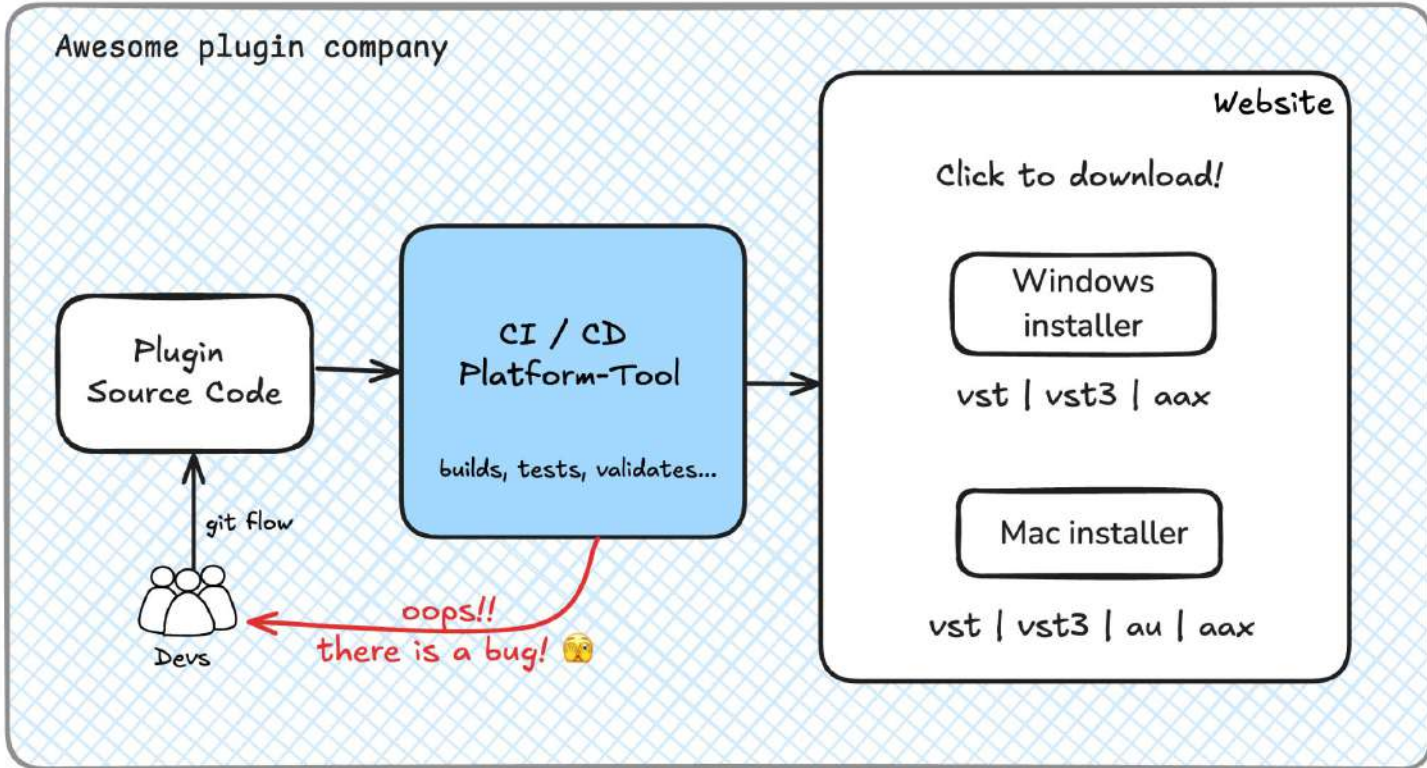 Awesome plugin company
Website
Click to download!
Windows
installer
vst | vst3 | aax
Mac installer
vst | vst3 | au | aax
CI / CD
Platform-Tool
builds, tests, validates...
Plugin
Source Code
git flow
Devs
oops!!
there is a bug! 🫣